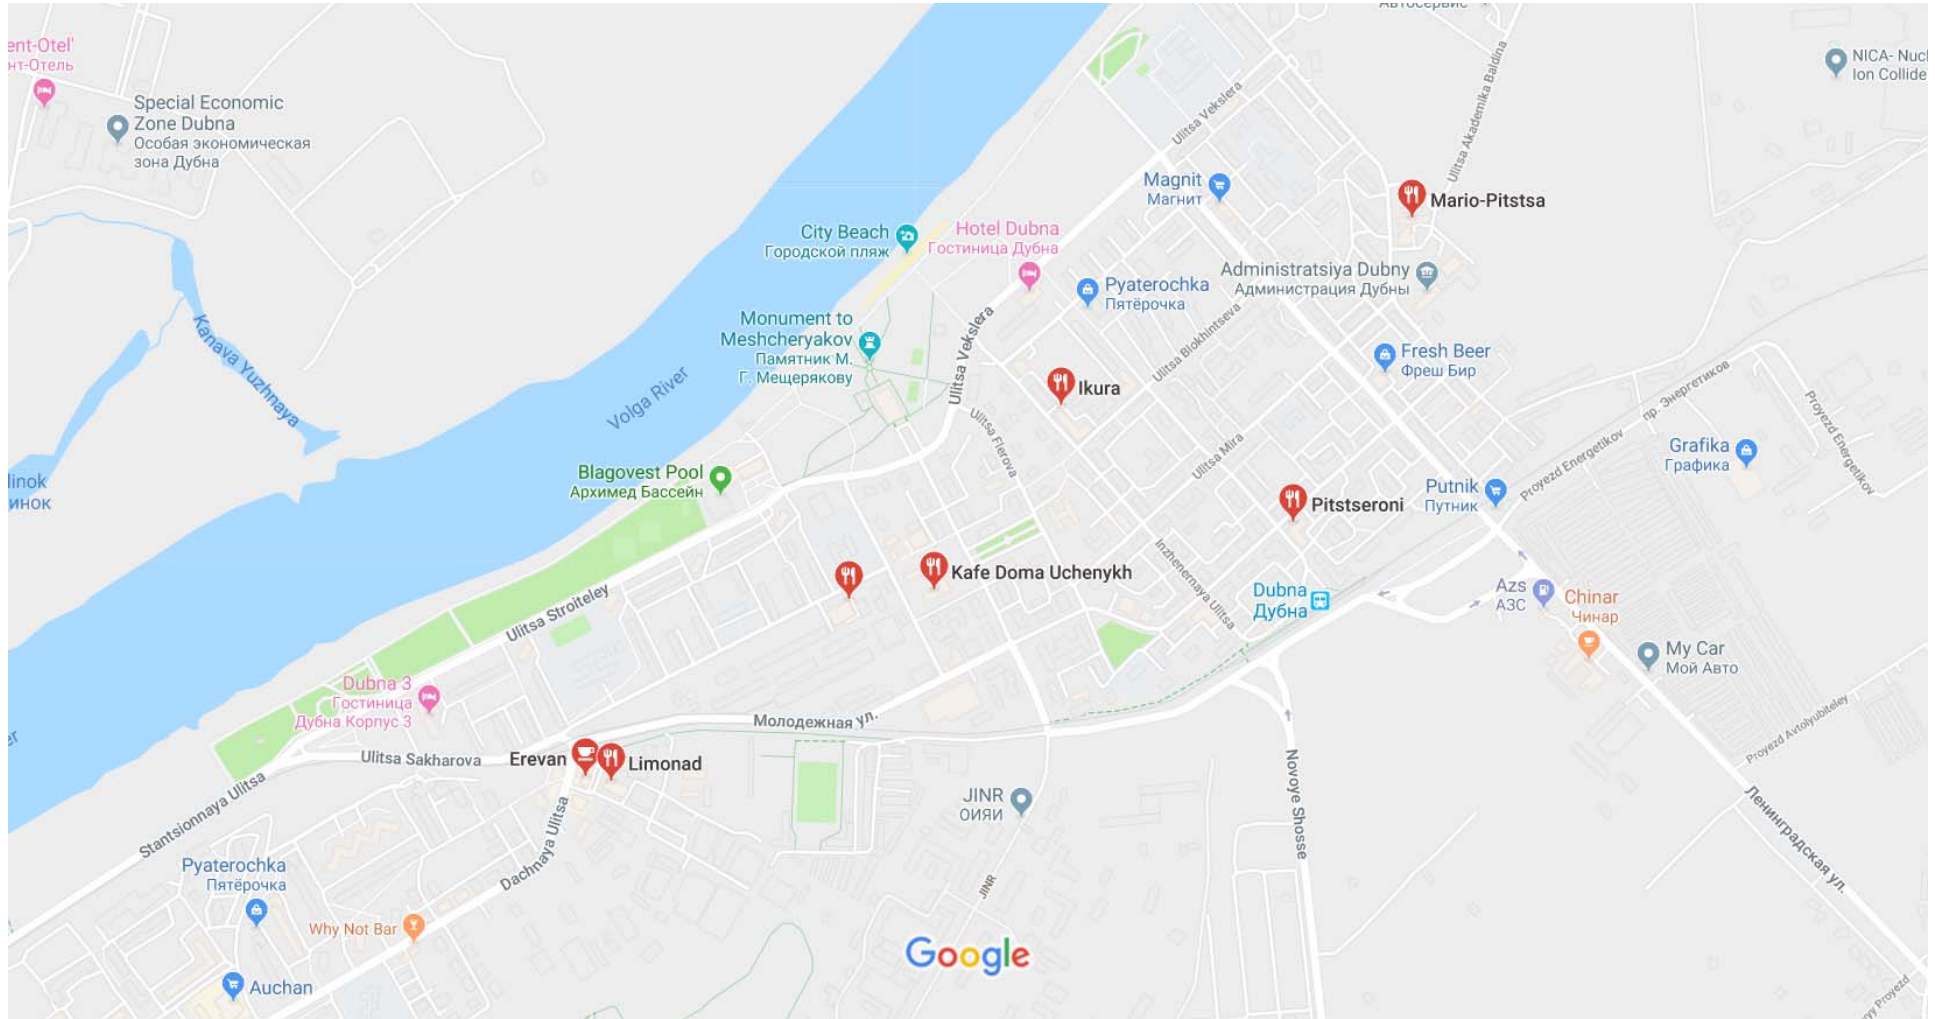 Автосервис
ent-Otel'
нт-Отель
Special Economic
Zone Dubna
Особая экономическая
зона Дубна
NICA- Nucl
Ion Collide
Ulitsa Akademika Baldina
Ulitsa Vekslera
Magnit
Магнит
Mario-Pitstsa
City Beach
Городской пляж
Hotel Dubna
Гостиница Дубна
Administratsiya Dubny
Администрация Дубны
Pyaterochka
Пятёрочка
Kanava Yuzhnaya
Monument to
Meshcheryakov
Памятник М.
Г. Мещерякову
Ulitsa Vekslera
Ulitsa Blokhintseva
Fresh Beer
Фреш Бир
Volga River
Ikura
Ulitsa Flerova
Ulitsa Mira
пр. Энергетиков
Proyezd Energetikov
Proyezd Energetikov
Grafika
Графика
linok
инок
Blagovest Pool
Архимед Бассейн
Putnik
Путник
Pitstseroni
Inzhenernaya Ulitsa
Kafe Doma Uchenykh
Dubna
Дубна
Azs
АЗС
Chinar
Чинар
Ulitsa Stroiteley
My Car
Мой Авто
Dubna 3
Гостиница
Дубна Корпус 3
er
Молодежная ул.
Proyezd Avtolyubiteley
Ulitsa Sakharova
Erevan
Limonad
Novoye Shosse
JINR
ОИЯИ
Stantsionnaya Ulitsa
Dachnaya Ulitsa
Ленинградская ул.
Pyaterochka
Пятёрочка
JINR
Why Not Bar
Google
Auchan
yy Proyezd